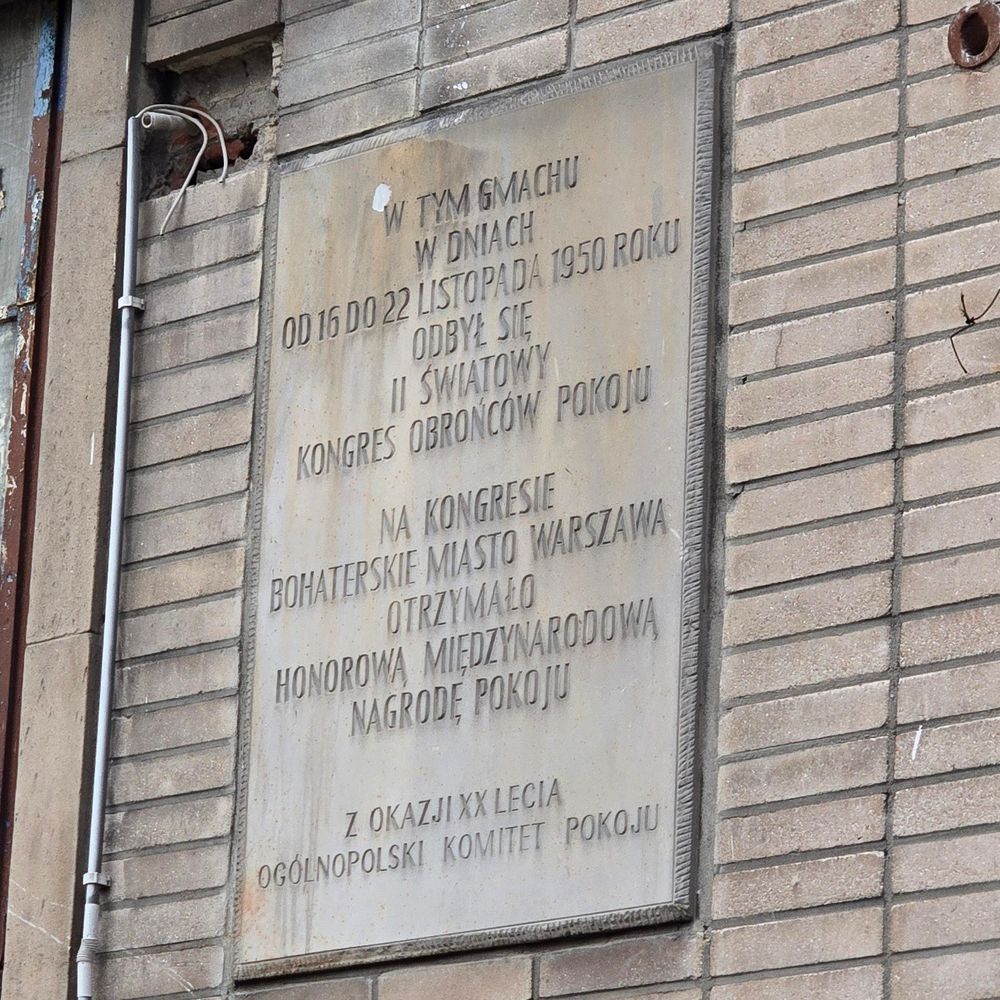 W TYM GMACHU
W DNIACH
OD 16 DO 22 LISTOPADA 1950 ROKU
ODBYŁ SIĘ
II ŚWIATOWY
KONGRES OBROŃCÓW POKOJU
NA KONGRESIE
BOHATERSKIE MIASTO WARSZAWA
OTRZYMAŁO
HONOROWĄ MIĘDZYNARODOWĄ
NAGRODĘ POKOJU
Z OKAZJI XX LECIA
OGÓLNOPOLSKI KOMITET POKOJU